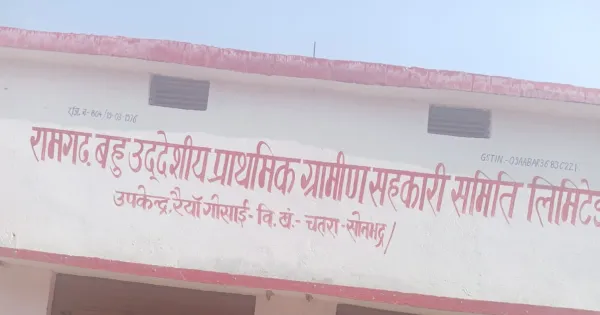 रामगढ़ बहु उद्देशीय प्राथमिक ग्रामीण सहकारी समिति लिमिटेड
उपकेन्द्र. रैयाँ गोसाई - वि. खं. - चतरा - सोनभद्र/